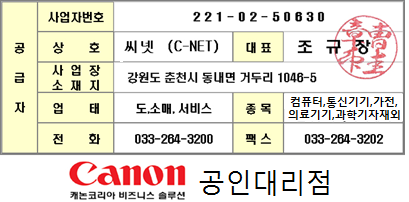 공급자
사업자번호 221-02-50630
상호 씨넷 (C-NET) 대표 조규장
사업장소재지 강원도 춘천시 동내면 거두리 1046-5
업태 도,소매, 서비스 종목 컴퓨터,통신기기,가전,
의료기기,과학기자재외
전화 033-264-3200 팩스 033-264-3202
Canon 공인대리점
캐논코리아 비즈니스 솔루션